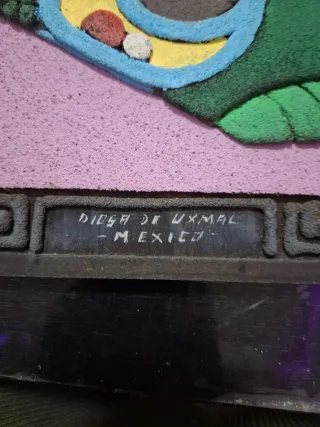 DIOSA DE UXMAL
-MEXICO-